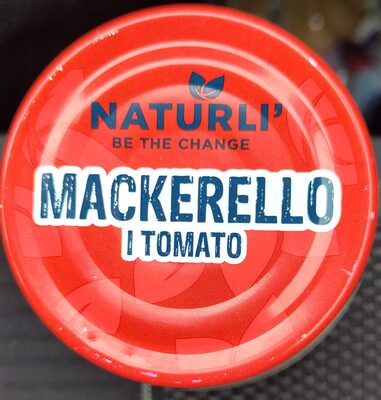 NATURLI'
BE THE CHANGE
MACKERELLO
I TOMATO